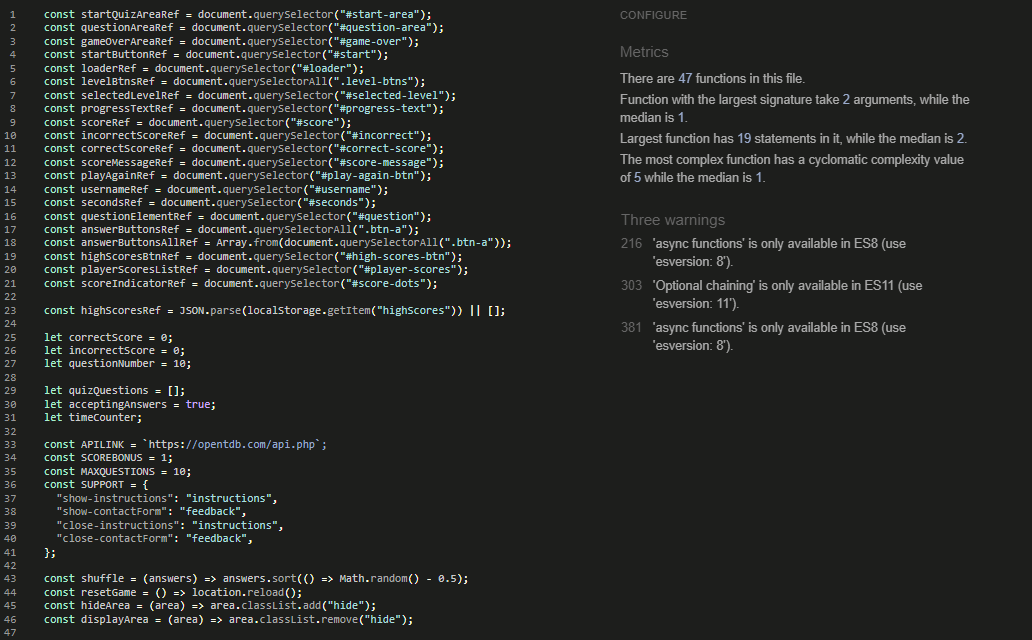 1 const startQuizAreaRef = document.querySelector("#start-area");
2 const questionAreaRef = document.querySelector("#question-area");
3 const gameOverAreaRef = document.querySelector("#game-over");
4 const startButtonRef = document.querySelector("#start");
5 const loaderRef = document.querySelector("#loader");
6 const levelBtnsRef = document.querySelectorAll(".level-btns");
7 const selectedLevelRef = document.querySelector("#selected-level");
8 const progressTextRef = document.querySelector("#progress-text");
9 const scoreRef = document.querySelector("#score");
10 const incorrectScoreRef = document.querySelector("#incorrect");
11 const correctScoreRef = document.querySelector("#correct-score");
12 const scoreMessageRef = document.querySelector("#score-message");
13 const playAgainRef = document.querySelector("#play-again-btn");
14 const usernameRef = document.querySelector("#username");
15 const secondsRef = document.querySelector("#seconds");
16 const questionElementRef = document.querySelector("#question");
17 const answerButtonsRef = document.querySelectorAll(".btn-a");
18 const answerButtonsAllRef = Array.from(document.querySelectorAll(".btn-a"));
19 const highScoresBtnRef = document.querySelector("#high-scores-btn");
20 const playerScoresListRef = document.querySelector("#player-scores");
21 const scoreIndicatorRef = document.querySelector("#score-dots");
22
23 const highScoresRef = JSON.parse(localStorage.getItem("highScores")) || [];
24
25 let correctScore = 0;
26 let incorrectScore = 0;
27 let questionNumber = 10;
28
29 let quizQuestions = [];
30 let acceptingAnswers = true;
31 let timeCounter;
32
33 const APILINK = `https://opentdb.com/api.php`;
34 const SCOREBONUS = 1;
35 const MAXQUESTIONS = 10;
36 const SUPPORT = {
37 "show-instructions": "instructions",
38 "show-contactForm": "feedback",
39 "close-instructions": "instructions",
40 "close-contactForm": "feedback",
41 };
42
43 const shuffle = (answers) => answers.sort(() => Math.random() - 0.5);
44 const resetGame = () => location.reload();
45 const hideArea = (area) => area.classList.add("hide");
46 const displayArea = (area) => area.classList.remove("hide");
47
CONFIGURE
Metrics
There are 47 functions in this file.
Function with the largest signature take 2 arguments, while the
median is 1.
Largest function has 19 statements in it, while the median is 2.
The most complex function has a cyclomatic complexity value
of 5 while the median is 1.
Three warnings
216 'async functions' is only available in ES8 (use
'esversion: 8').
303 'Optional chaining' is only available in ES11 (use
'esversion: 11').
381 'async functions' is only available in ES8 (use
'esversion: 8').